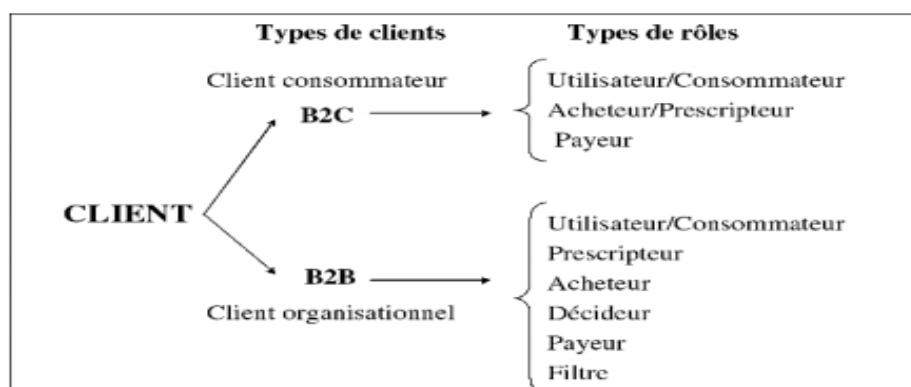 Types de clients
Types de rôles
Client consommateur
B2C
Utilisateur/Consommateur
Acheteur/Prescripteur
Payeur
CLIENT
B2B
Client organisationnel
Utilisateur/Consommateur
Prescripteur
Acheteur
Décideur
Payeur
Filtre